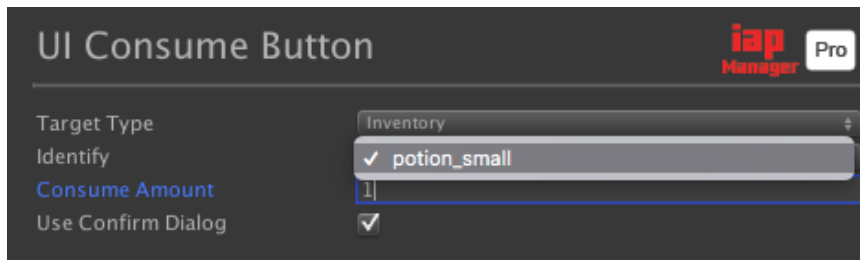 UI Consume Button
iap
Manager
Pro
Target Type
Inventory
Identify
✓ potion_small
Consume Amount
1
Use Confirm Dialog